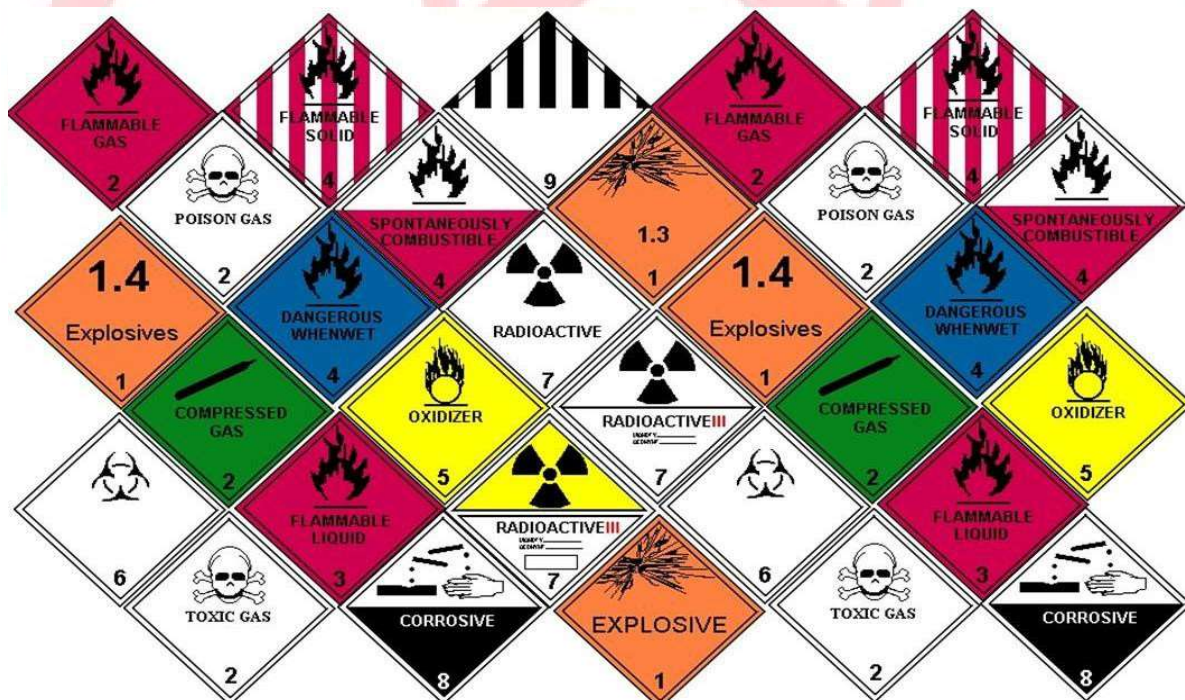 FLAMMABLE
GAS
2
FLAMMABLE
SOLID
4
9
FLAMMABLE
GAS
2
FLAMMABLE
SOLID
4
POISON GAS
2
SPONTANEOUSLY
COMBUSTIBLE
4
1.3
1
POISON GAS
2
SPONTANEOUSLY
COMBUSTIBLE
4
1.4
Explosives
1
DANGEROUS
WHENWET
4
RADIOACTIVE
7
1.4
Explosives
1
DANGEROUS
WHENWET
4
COMPRESSED
GAS
2
OXIDIZER
5
RADIOACTIVEIII
7
COMPRESSED
GAS
2
OXIDIZER
5
6
FLAMMABLE
LIQUID
3
RADIOACTIVEIII
7
6
FLAMMABLE
LIQUID
3
TOXIC GAS
2
CORROSIVE
8
EXPLOSIVE
1
TOXIC GAS
2
CORROSIVE
8